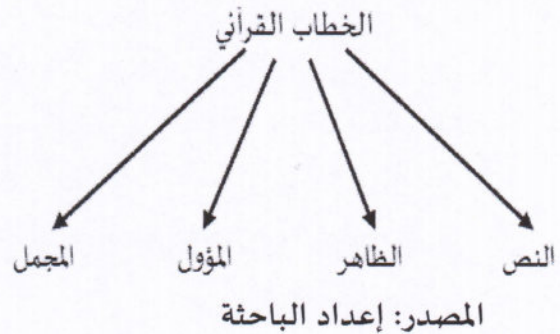 الخطاب القرآني
النص الظاهر المؤول المجمل
المصدر: إعداد الباحثة